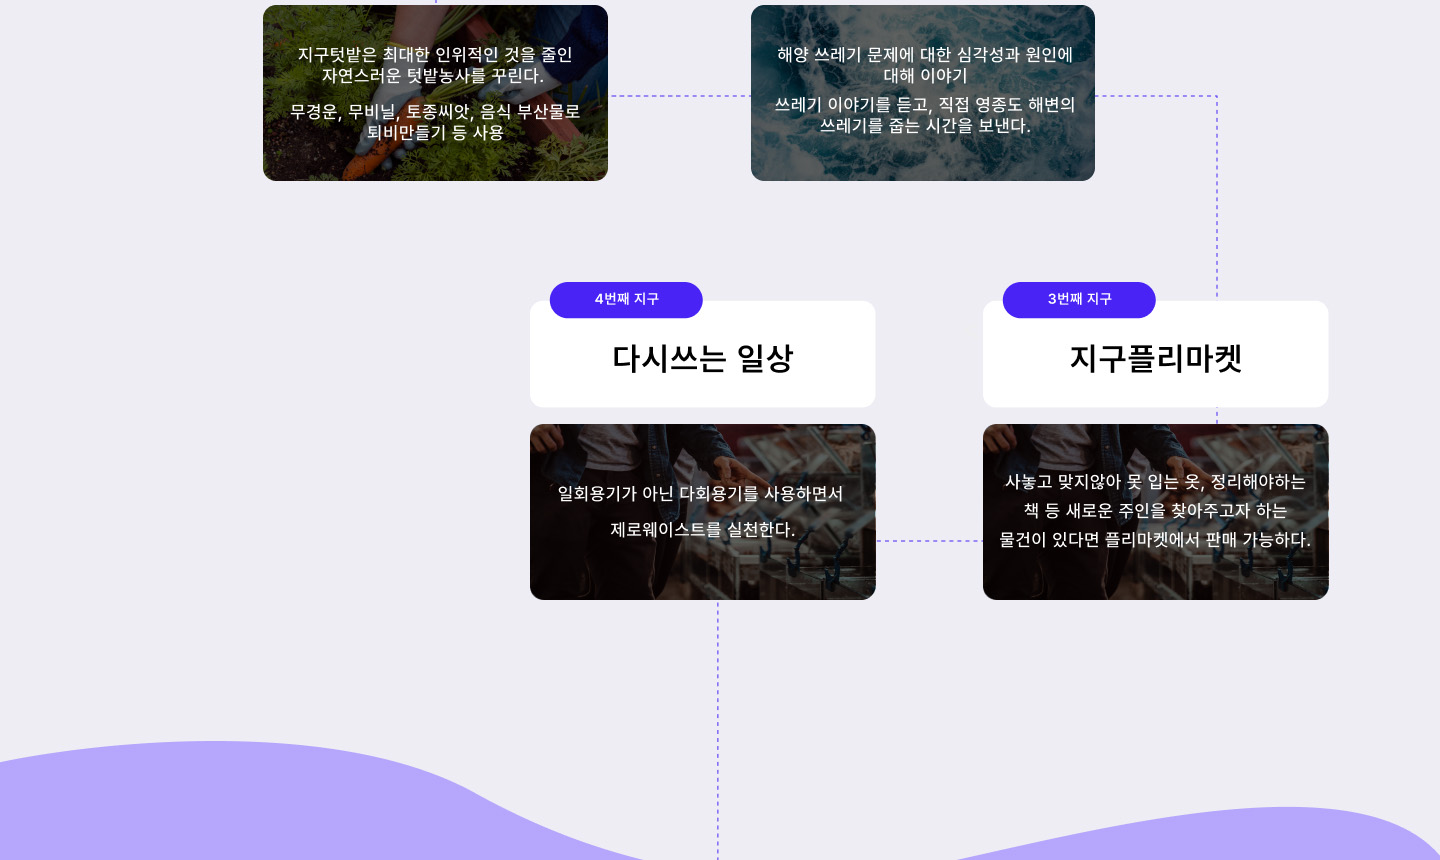 지구텃밭은 최대한 인위적인 것을 줄인
자연스러운 텃밭농사를 꾸린다.
무경운, 무비닐, 토종씨앗, 음식 부산물로
퇴비만들기 등 사용
해양 쓰레기 문제에 대한 심각성과 원인에
대해 이야기
쓰레기 이야기를 듣고, 직접 영종도 해변의
쓰레기를 줍는 시간을 보낸다.
4번째 지구
다시쓰는 일상
일회용기가 아닌 다회용기를 사용하면서
제로웨이스트를 실천한다.
3번째 지구
지구플리마켓
사놓고 맞지않아 못 입는 옷, 정리해야하는
책 등 새로운 주인을 찾아주고자 하는
물건이 있다면 플리마켓에서 판매 가능하다.